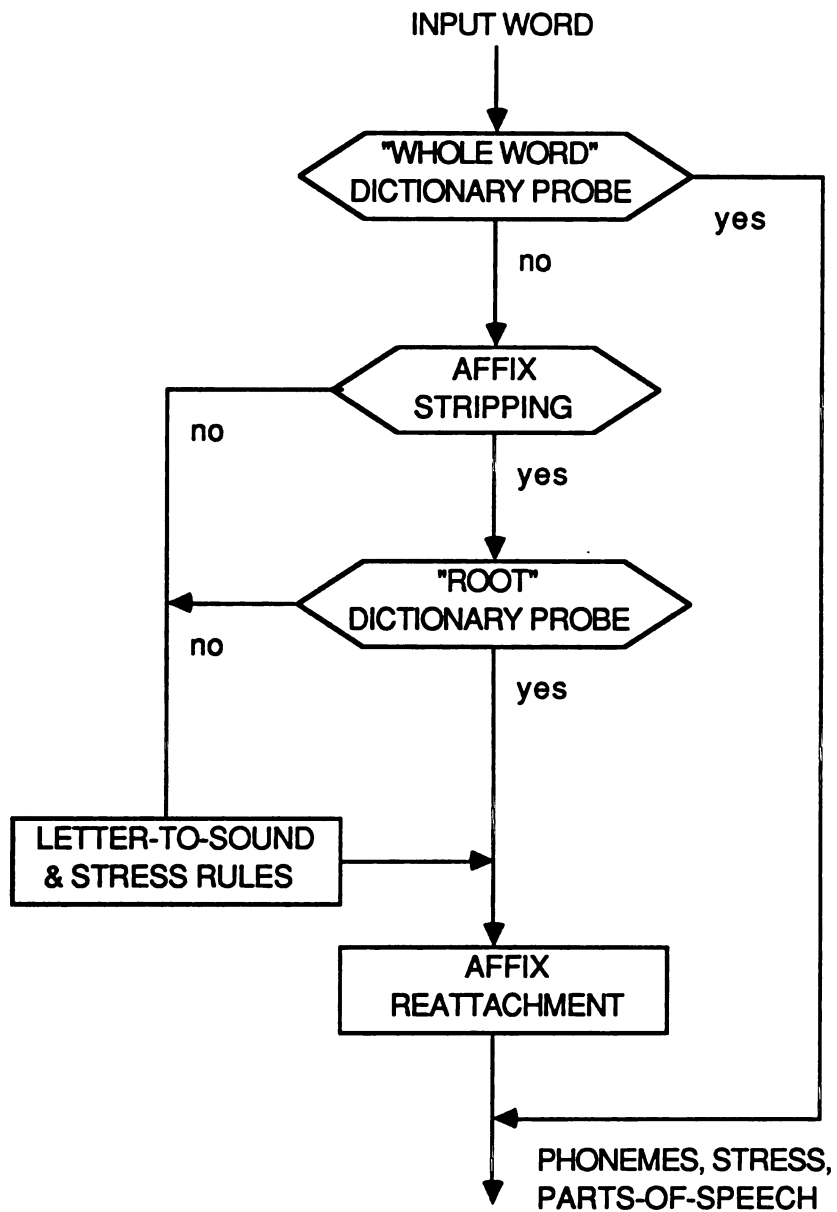 INPUT WORD
"WHOLE WORD"
DICTIONARY PROBE
yes
no
AFFIX
STRIPPING
no
yes
"ROOT"
DICTIONARY PROBE
no
yes
LETTER-TO-SOUND
& STRESS RULES
AFFIX
REATTACHMENT
PHONEMES, STRESS,
PARTS-OF-SPEECH